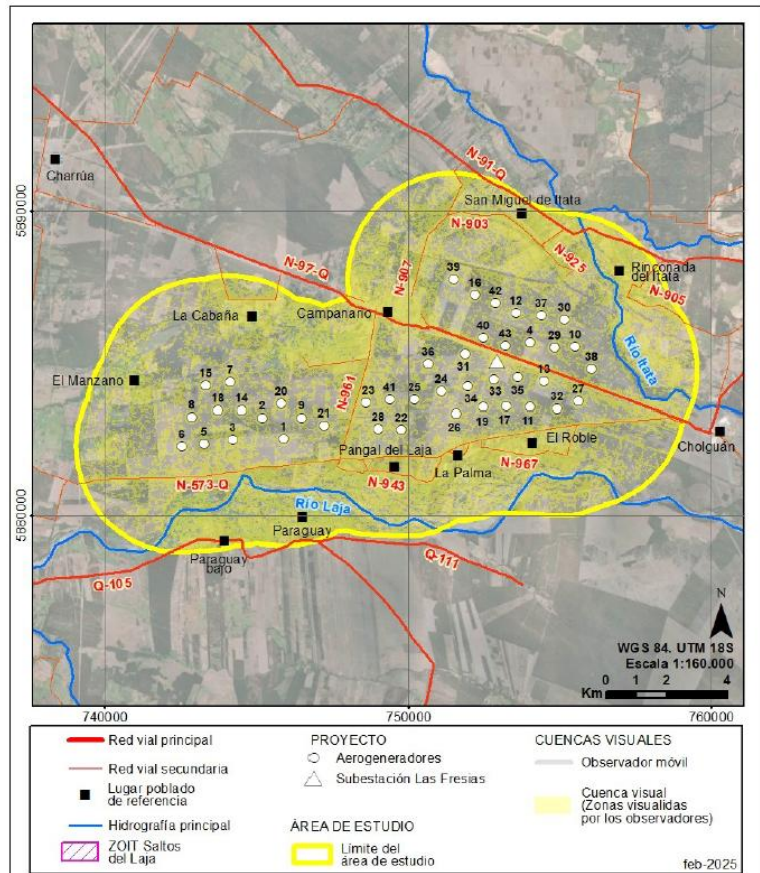 Charrúa
N-91-Q
5890000
San Miguel de Itata
N-903
N-925
Rinconada
del Itata
N-97-Q
N-907
N-905
39
16
42
12
37
30
La Cabaña
Campanario
40
43
4
29
10
Río Itata
36
31
38
15
7
El Manzano
N-961
24
33
35
13
27
8
18
14
20
2
9
21
23
41
25
34
19
17
11
32
6
5
3
1
28
22
26
El Roble
Cholguán
Pangal del Laja
La Palma
N-967
N-573-Q
N-943
Río Laja
5880000
Paraguay
Paraguay
bajo
Q-105
Q-111
N
WGS 84. UTM 18S
Escala 1:160.000
Km
0 1 2 4
740000
750000
760000
Red vial principal
Red vial secundaria
Lugar poblado
de referencia
Hidrografía principal
ZOIT Saltos
del Laja
PROYECTO
Aerogeneradores
Subestación Las Fresias
ÁREA DE ESTUDIO
Límite del
área de estudio
CUENCAS VISUALES
Observador móvil
Cuenca visual
(Zonas visualidas
por los observadores)
feb-2025